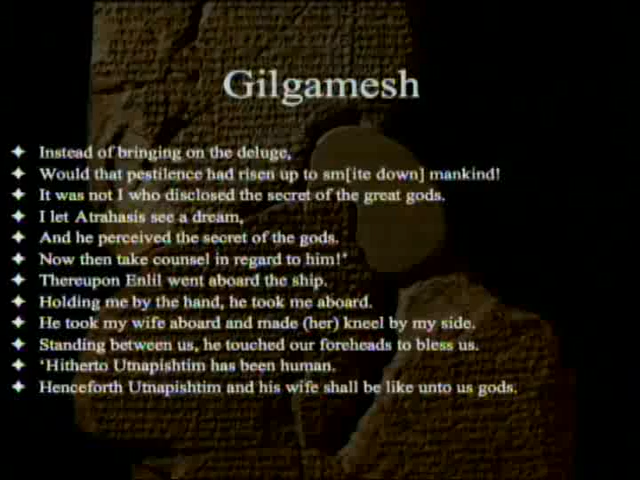 Gilgamesh
Instead of bringing on the deluge,
Would that pestilence had risen up to sm[ite down] mankind!
It was not I who disclosed the secret of the great gods.
I let Atrahasis see a dream,
And he perceived the secret of the gods.
Now then take counsel in regard to him!'
Thereupon Enlil went aboard the ship.
Holding me by the hand, he took me aboard.
He took my wife aboard and made (her) kneel by my side.
Standing between us, he touched our foreheads to bless us.
'Hitherto Utnapishtim has been human.
Henceforth Utnapishtim and his wife shall be like unto us gods.